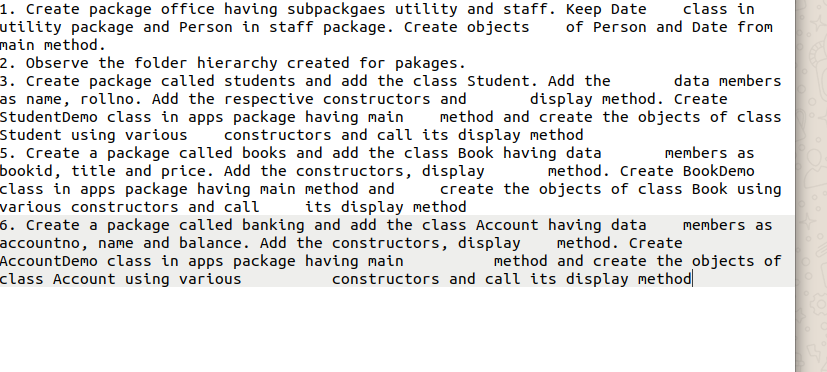 1. Create package office having subpackgaes utility and staff. Keep Date    class in
utility package and Person in staff package. Create objects    of Person and Date from
main method.
2. Observe the folder hierarchy created for pakages.
3. Create package called students and add the class Student. Add the       data members
as name, rollno. Add the respective constructors and       display method. Create
StudentDemo class in apps package having main    method and create the objects of class
Student using various    constructors and call its display method
5. Create a package called books and add the class Book having data       members as
bookid, title and price. Add the constructors, display       method. Create BookDemo
class in apps package having main method and     create the objects of class Book using
various constructors and call     its display method
6. Create a package called banking and add the class Account having data    members as
accountno, name and balance. Add the constructors, display    method. Create
AccountDemo class in apps package having main          method and create the objects of
class Account using various          constructors and call its display method